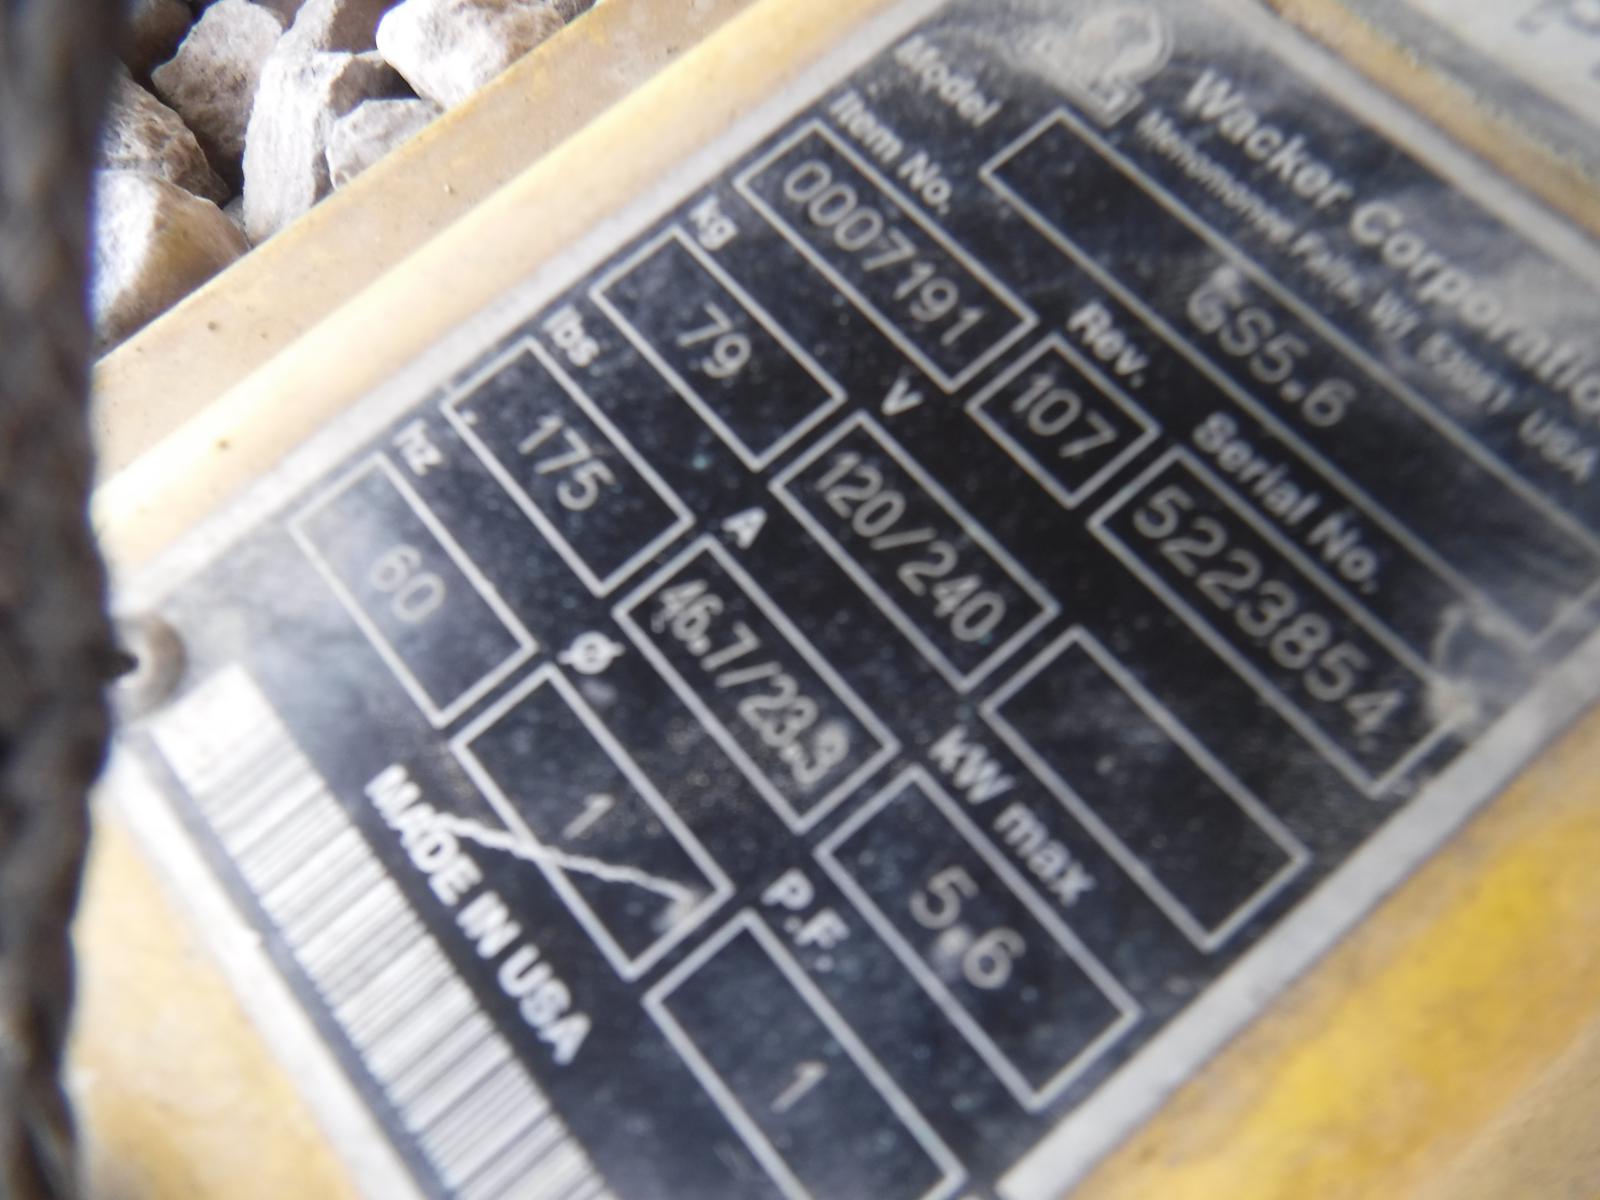 Wacker Corporation
Menomonee Falls, WI 53051 USA
Model
GS5.6
Item No.
Rev.
Serial No.
0007191
107
5223854
kg
V
79
120/240
lbs
A
kW max
175
46.7/23.3
5.6
hz
Ø
P.F.
60
1
1
MADE IN USA